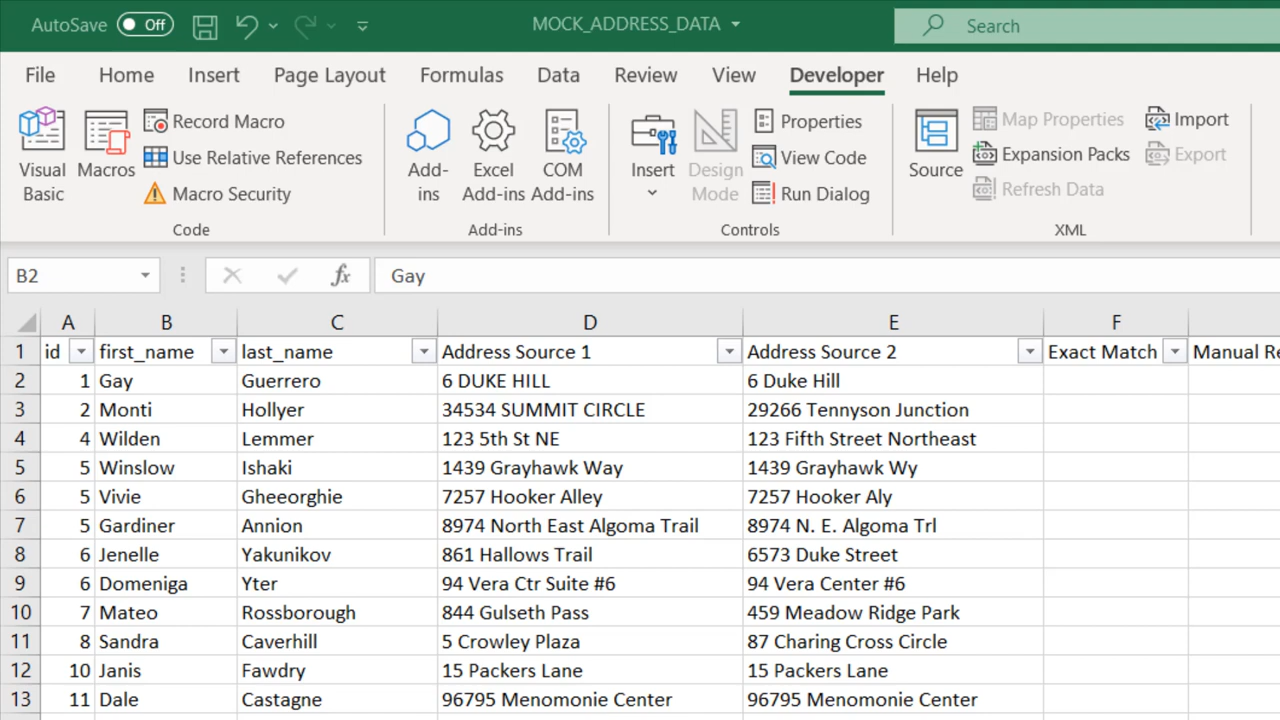 AutoSave Off MOCK_ADDRESS_DATA Search
File Home Insert Page Layout Formulas Data Review View Developer Help
Visual Basic Macros Record Macro Use Relative References Macro Security
Add-ins Excel Add-ins COM Add-ins
Insert Design Mode Properties View Code Run Dialog
Source Map Properties Expansion Packs Refresh Data Import Export
Code Add-ins Controls XML
B2 fx Gay
A B C D E F
1 id first_name last_name Address Source 1 Address Source 2 Exact Match Manual Re
2 1 Gay Guerrero 6 DUKE HILL 6 Duke Hill
3 2 Monti Hollyer 34534 SUMMIT CIRCLE 29266 Tennyson Junction
4 4 Wilden Lemmer 123 5th St NE 123 Fifth Street Northeast
5 5 Winslow Ishaki 1439 Grayhawk Way 1439 Grayhawk Wy
6 5 Vivie Gheeorghie 7257 Hooker Alley 7257 Hooker Aly
7 5 Gardiner Annion 8974 North East Algoma Trail 8974 N. E. Algoma Trl
8 6 Jenelle Yakunikov 861 Hallows Trail 6573 Duke Street
9 6 Domeniga Yter 94 Vera Ctr Suite #6 94 Vera Center #6
10 7 Mateo Rossborough 844 Gulseth Pass 459 Meadow Ridge Park
11 8 Sandra Caverhill 5 Crowley Plaza 87 Charing Cross Circle
12 10 Janis Fawdry 15 Packers Lane 15 Packers Lane
13 11 Dale Castagne 96795 Menomonie Center 96795 Menomonie Center